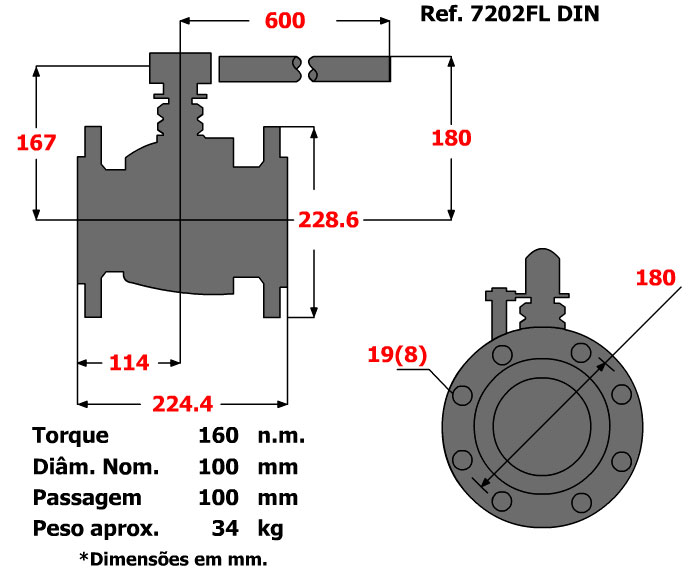 600
Ref. 7202FL DIN
167
180
228.6
180
114
19(8)
224.4
Torque 160 n.m.
Diâm. Nom. 100 mm
Passagem 100 mm
Peso aprox. 34 kg
*Dimensões em mm.